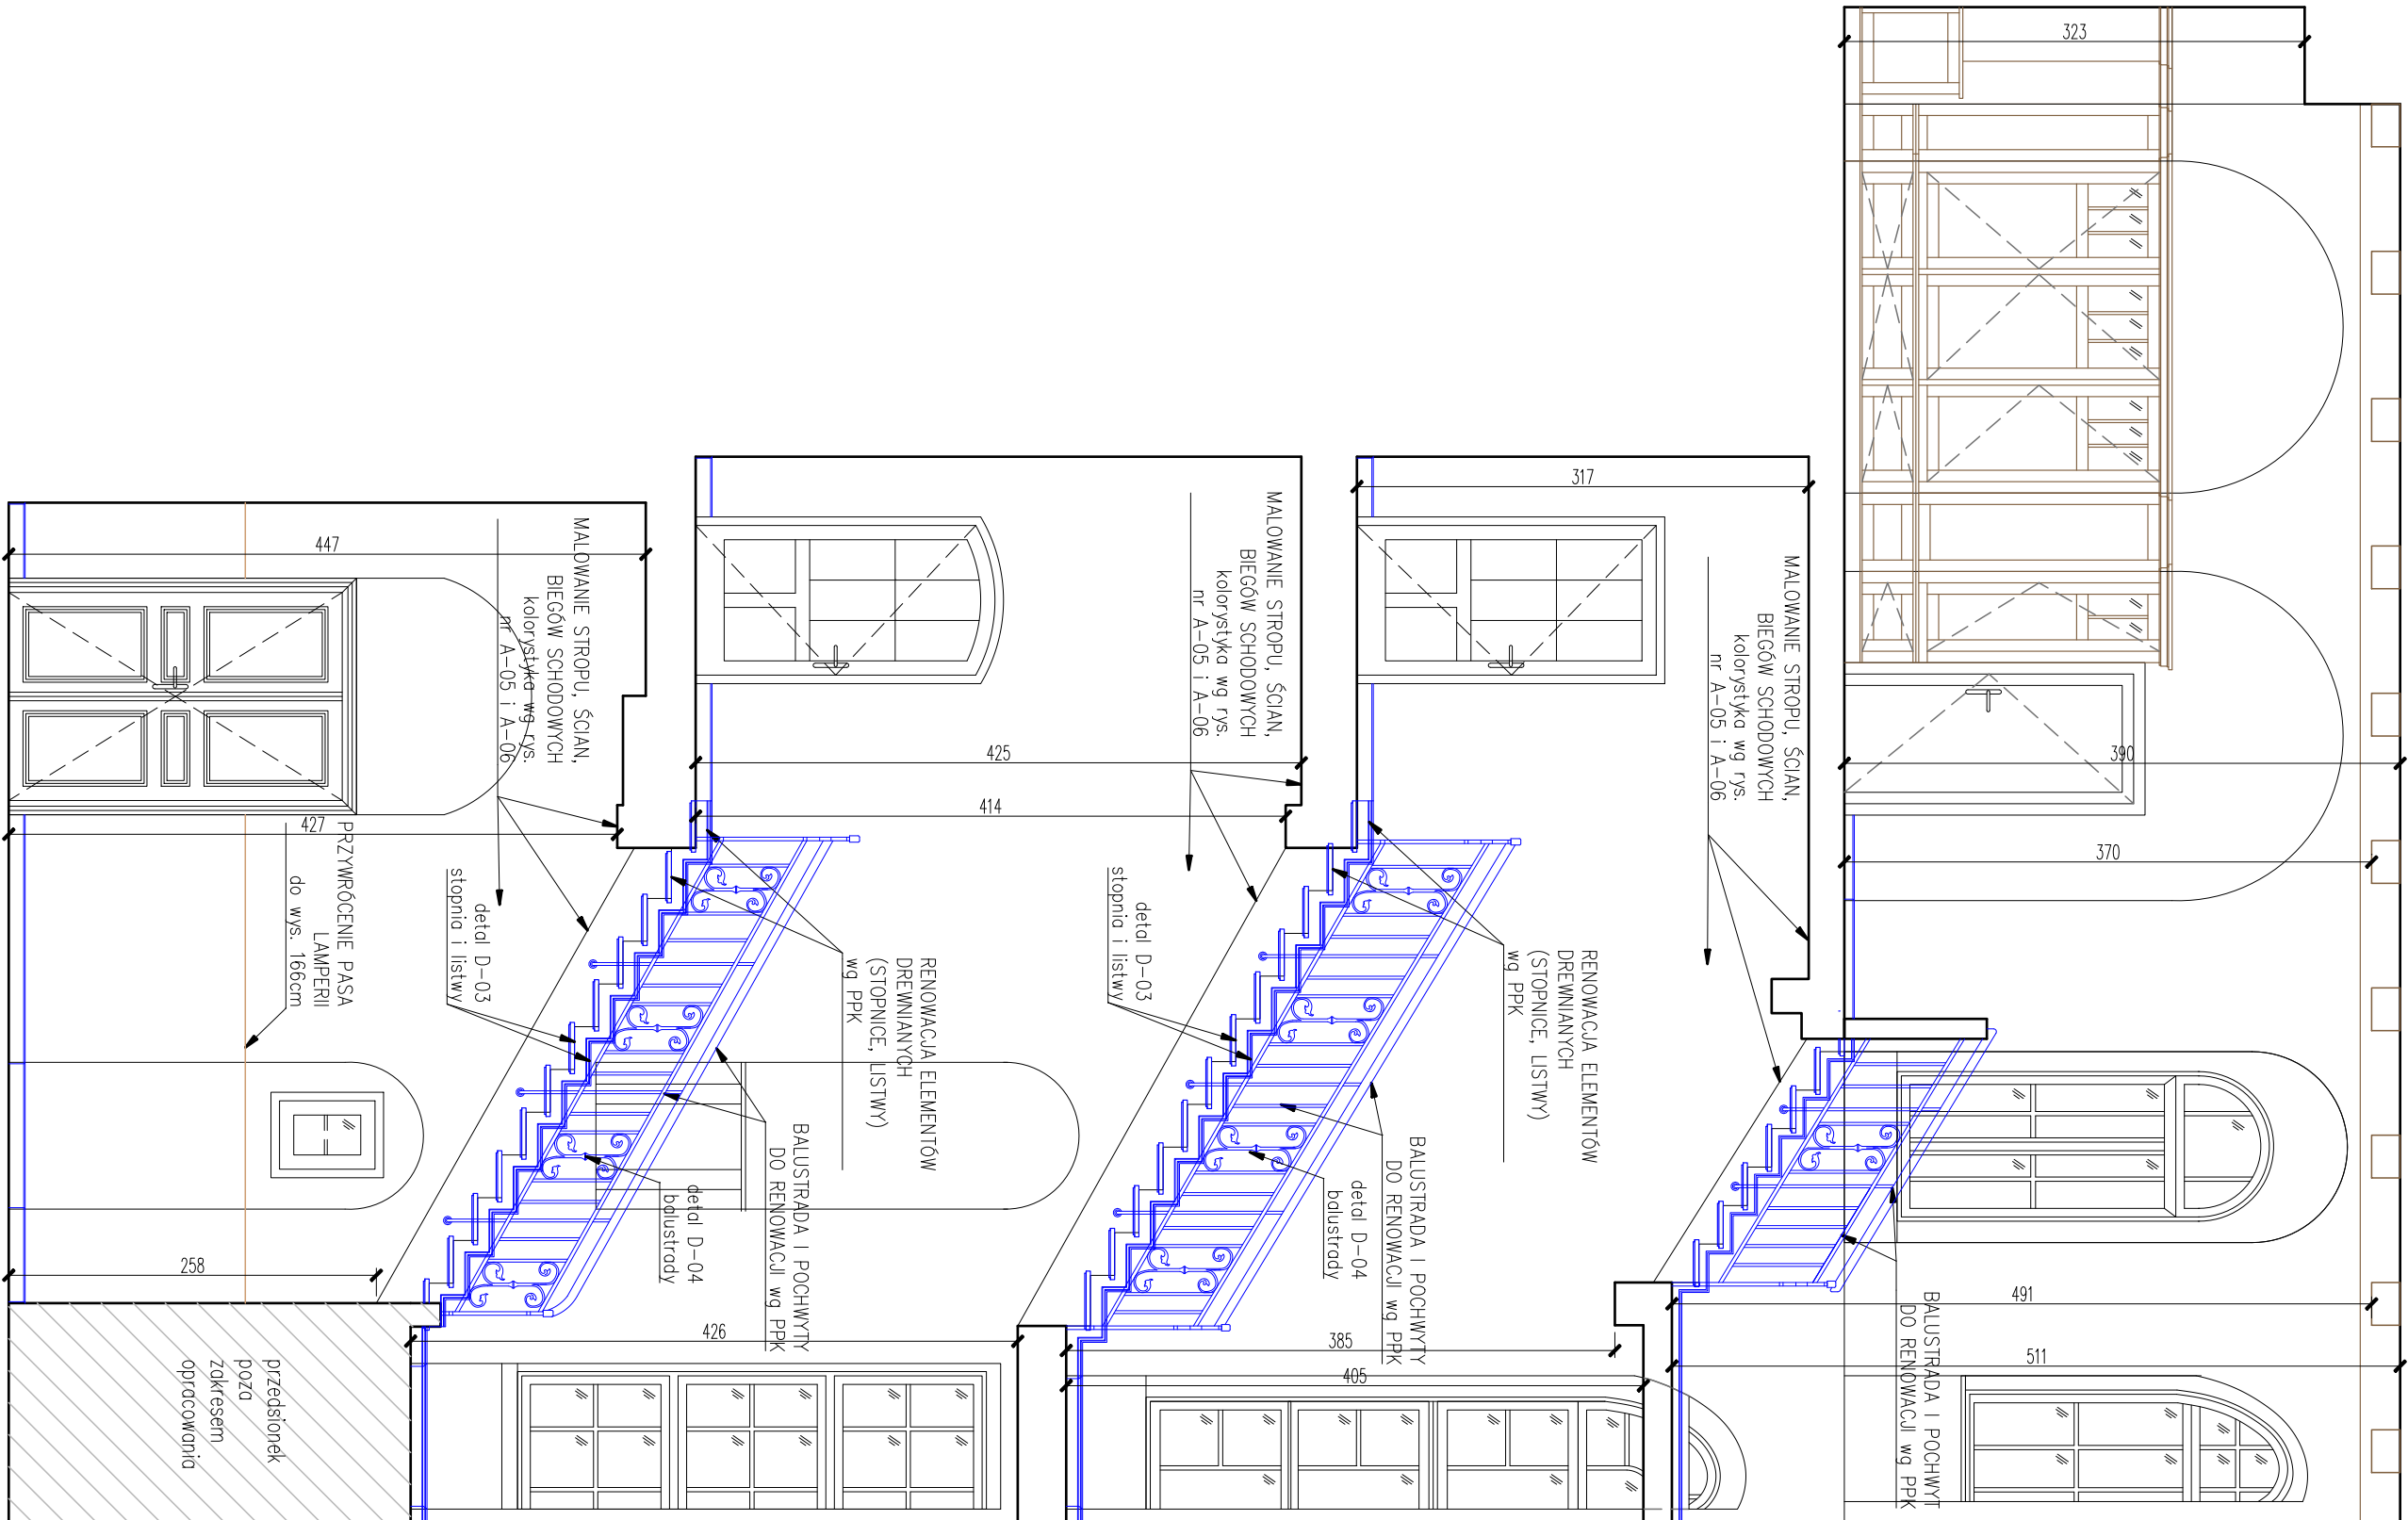 323
390
370
491
511
317
MALOWANIE STROPU, ŚCIAN,
BIEGÓW SCHODOWYCH
kolorystyka wg rys.
nr A-05 i A-06
BALUSTRADA I POCHWYT
DO RENOWACJI wg PPK
425
414
MALOWANIE STROPU, ŚCIAN,
BIEGÓW SCHODOWYCH
kolorystyka wg rys.
nr A-05 i A-06
RENOWACJA ELEMENTÓW
DREWNIANYCH
(STOPNICE, LISTWY)
wg PPK
detal D-03
stopnia i listwy
BALUSTRADA I POCHWYTY
DO RENOWACJI wg PPK
detal D-04
balustrady
385
405
447
427
MALOWANIE STROPU, ŚCIAN,
BIEGÓW SCHODOWYCH
kolorystyka wg rys.
nr A-05 i A-06
RENOWACJA ELEMENTÓW
DREWNIANYCH
(STOPNICE, LISTWY)
wg PPK
detal D-03
stopnia i listwy
BALUSTRADA I POCHWYTY
DO RENOWACJI wg PPK
detal D-04
balustrady
426
PRZYWRÓCENIE PASA
LAMPERII
do wys. 166cm
258
przedsionek
poza
zakresem
opracowania